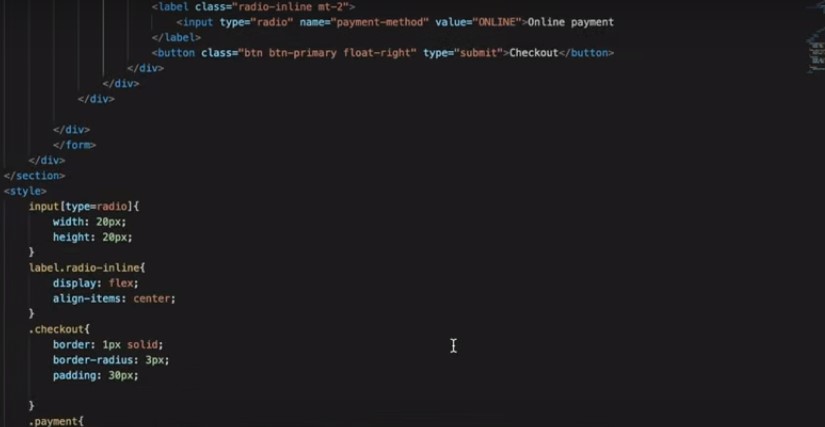 <label class="radio-inline mt-2">
<input type="radio" name="payment-method" value="ONLINE">Online payment
</label>
<button class="btn btn-primary float-right" type="submit">Checkout</button>
</div>
</div>
</div>
</div>
</form>
</div>
</section>
<style>
input[type=radio]{
width: 20px;
height: 20px;
}
label.radio-inline{
display: flex;
align-items: center;
}
.checkout{
border: 1px solid;
border-radius: 3px;
padding: 30px;
}
.payment{